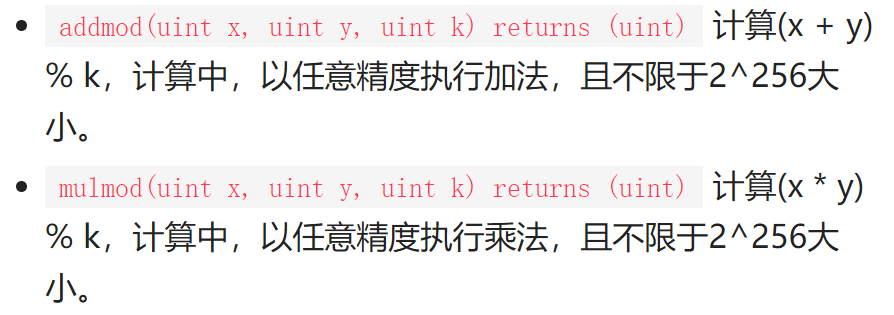 • addmod(uint x, uint y, uint k) returns (uint) 计算(x + y)
% k，计算中，以任意精度执行加法，且不限于2^256大
小。
• mulmod(uint x, uint y, uint k) returns (uint) 计算(x * y)
% k，计算中，以任意精度执行乘法，且不限于2^256大
小。